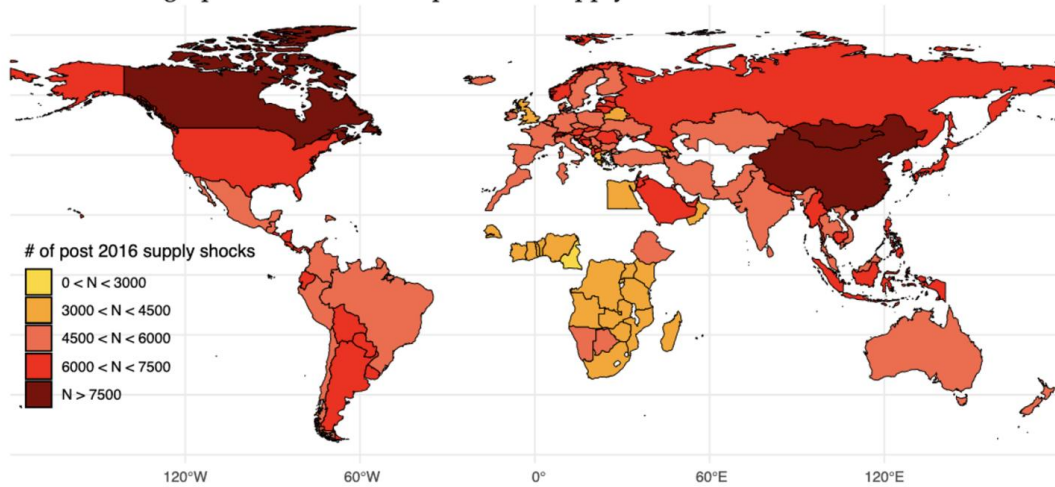 # of post 2016 supply shocks
0 < N < 3000
3000 < N < 4500
4500 < N < 6000
6000 < N < 7500
N > 7500
120°W 60°W 0° 60°E 120°E